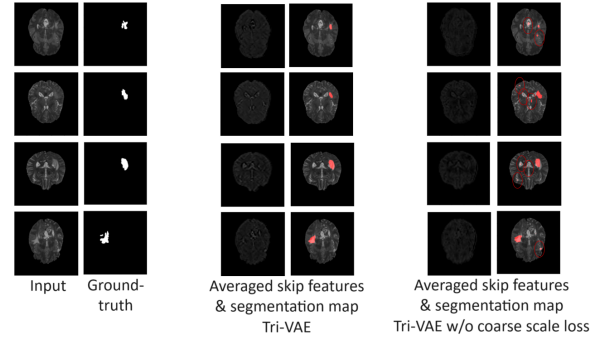 Input
Ground-
truth
Averaged skip features
& segmentation map
Tri-VAE
Averaged skip features
& segmentation map
Tri-VAE w/o coarse scale loss